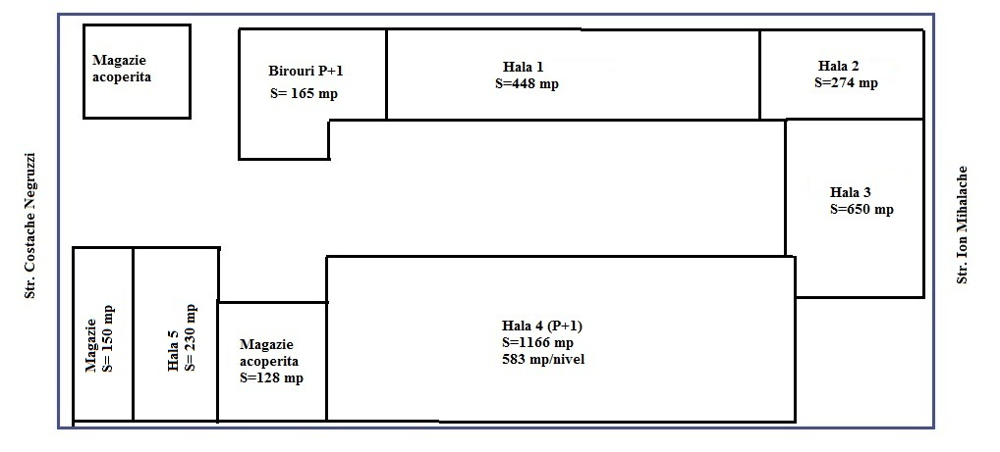 Magazie
acoperita
Birouri P+1
S= 165 mp
Hala 1
S=448 mp
Hala 2
S=274 mp
Str. Costache Negruzzi
Hala 3
S=650 mp
Str. Ion Mihalache
Magazie
S= 150 mp
Hala 5
S= 230 mp
Magazie
acoperita
S=128 mp
Hala 4 (P+1)
S=1166 mp
583 mp/nivel